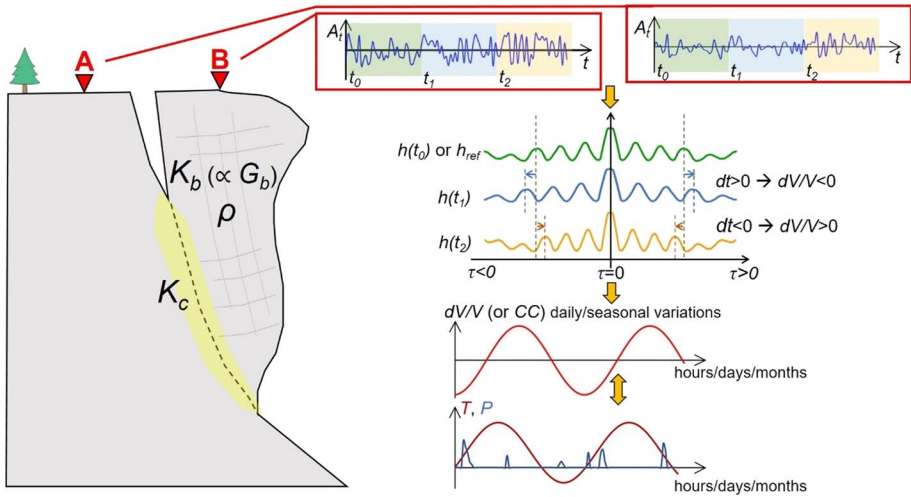 A
B
K_b (∝ G_b)
ρ
K_c
A_t
t_0
t_1
t_2
t
A_t
t_0
t_1
t_2
t
h(t_0) or h_ref
h(t_1)
dt>0 → dV/V<0
h(t_2)
dt<0 → dV/V>0
τ<0
τ=0
τ>0
dV/V (or CC) daily/seasonal variations
hours/days/months
T, P
hours/days/months